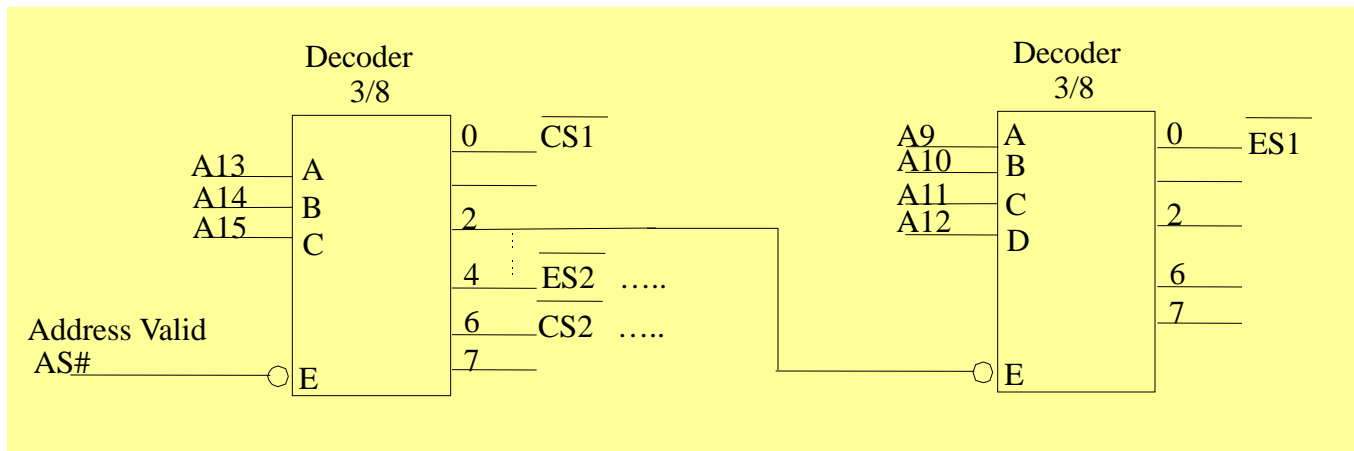 Decoder
3/8
A13
A14
A15
A
B
C
0
CS1
2
4
ES2 …..
6
CS2 …..
7
Address Valid
AS#
E
Decoder
3/8
A9
A10
A11
A12
A
B
C
D
0
ES1
2
6
7
E